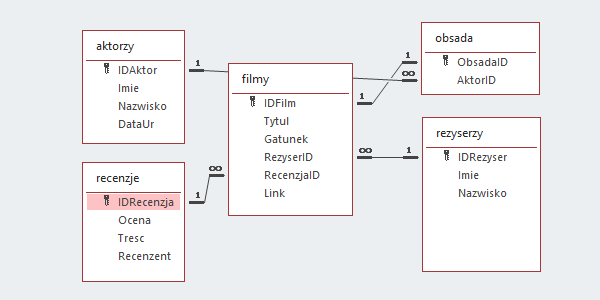 aktorzy
IDAktor
Imie
Nazwisko
DataUr
1
filmy
IDFilm
Tytul
Gatunek
RezyserID
RecenzjaID
Link
1
∞
∞
obsada
ObsadaID
AktorID
1
∞
rezyserzy
IDRezyser
Imie
Nazwisko
1
recenzje
IDRecenzja
Ocena
Tresc
Recenzent
1